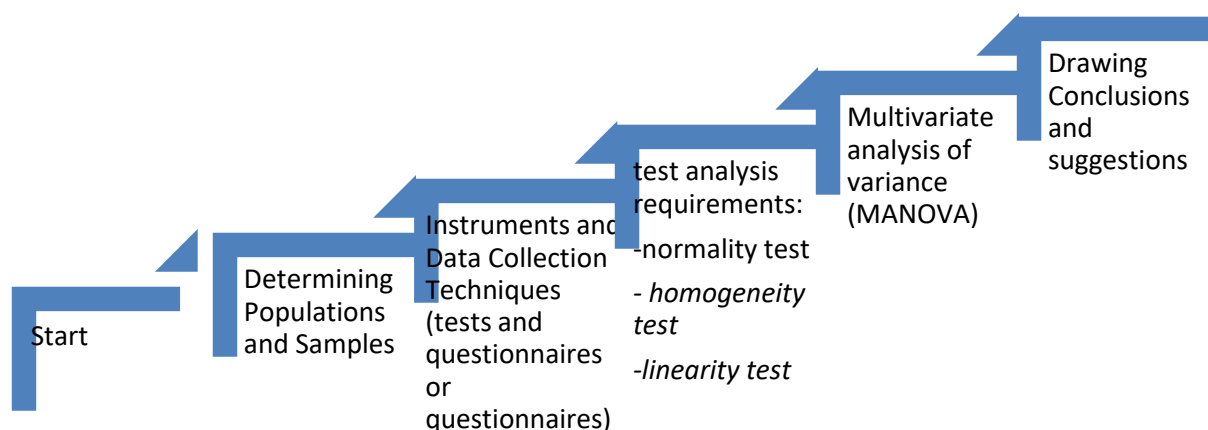 Start
Determining
Populations
and Samples
Instruments and
Data Collection
Techniques
(tests and
questionnaires
or
questionnaires)
test analysis
requirements:
-normality test
- homogeneity
test
-linearity test
Multivariate
analysis of
variance
(MANOVA)
Drawing
Conclusions
and
suggestions